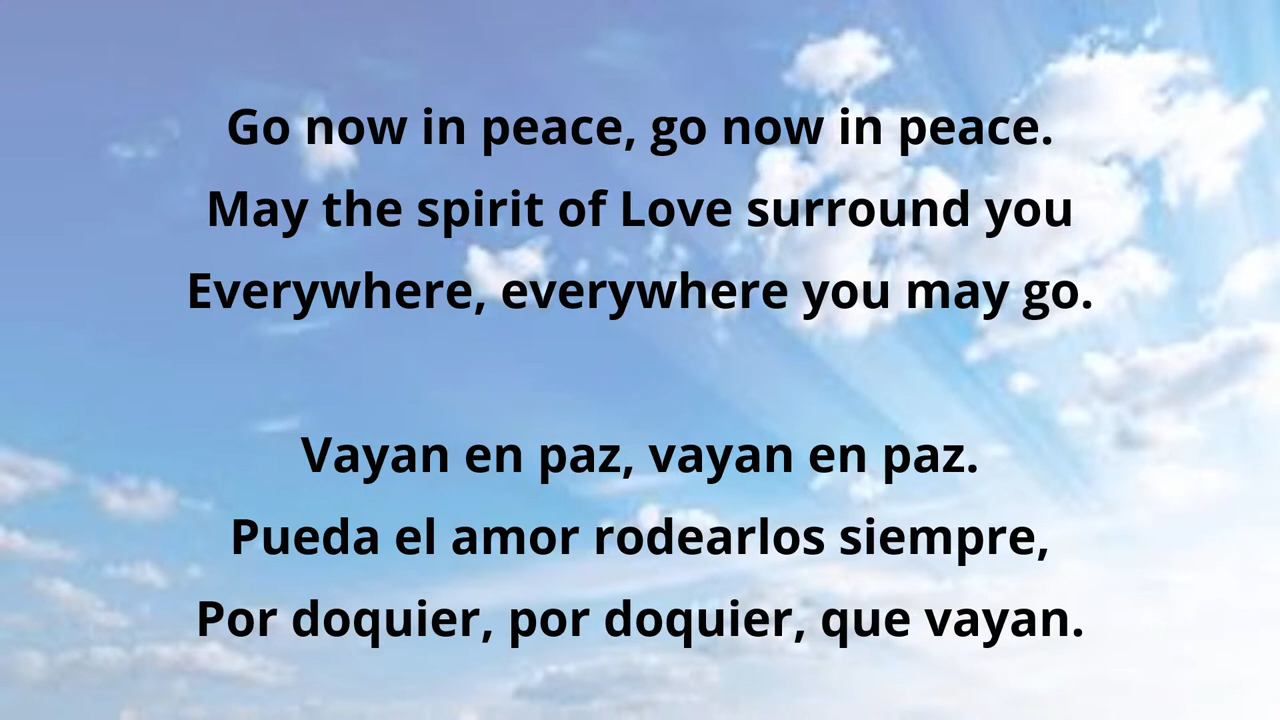 Go now in peace, go now in peace.
May the spirit of Love surround you
Everywhere, everywhere you may go.
Vayan en paz, vayan en paz.
Pueda el amor rodearlos siempre,
Por doquier, por doquier, que vayan.